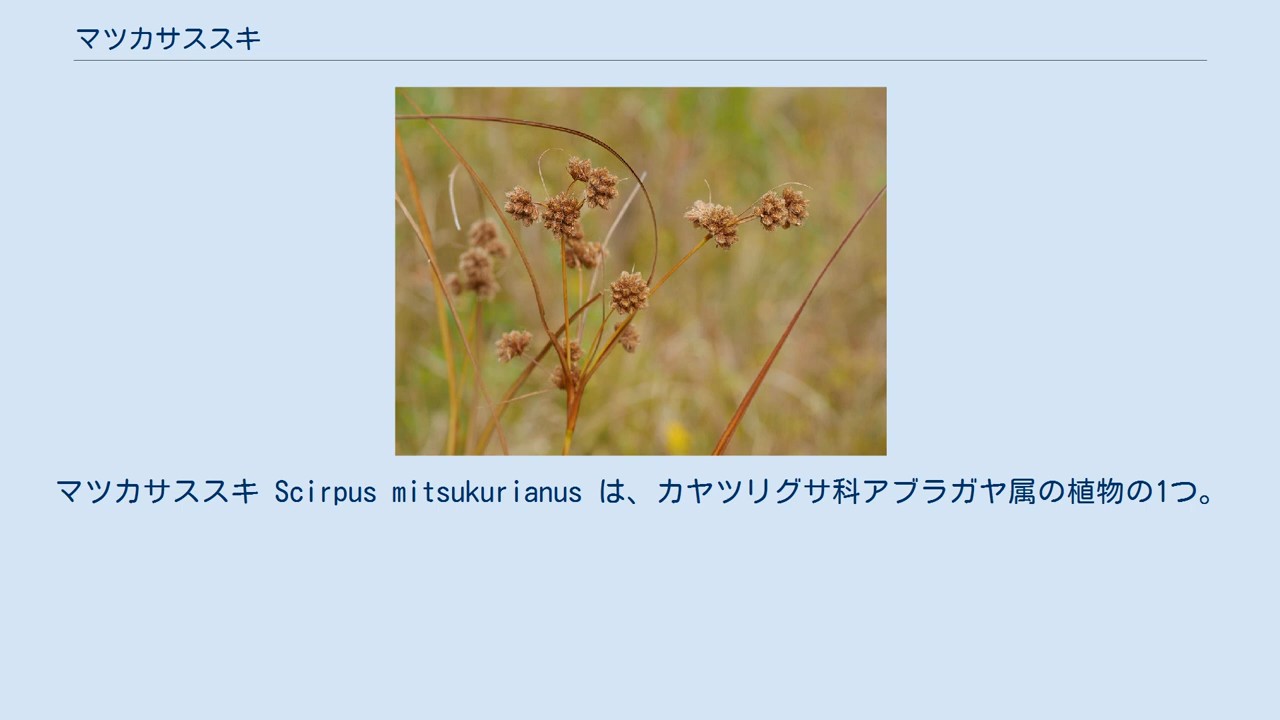 マツカサススキ
マツカサススキ Scirpus mitsukurianus は、カヤツリグサ科アブラガヤ属の植物の1つ。